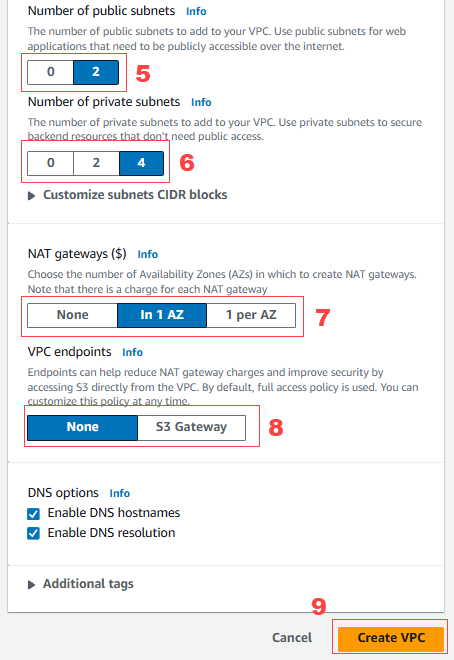 Number of public subnets Info
The number of public subnets to add to your VPC. Use public subnets for web
applications that need to be publicly accessible over the internet.
0 2 5
Number of private subnets Info
The number of private subnets to add to your VPC. Use private subnets to secure
backend resources that don't need public access.
0 2 4 6
Customize subnets CIDR blocks
NAT gateways ($) Info
Choose the number of Availability Zones (AZs) in which to create NAT gateways.
Note that there is a charge for each NAT gateway
None In 1 AZ 1 per AZ 7
VPC endpoints Info
Endpoints can help reduce NAT gateway charges and improve security by
accessing S3 directly from the VPC. By default, full access policy is used. You can
customize this policy at any time.
None S3 Gateway 8
DNS options Info
Enable DNS hostnames
Enable DNS resolution
Additional tags
9
Cancel Create VPC